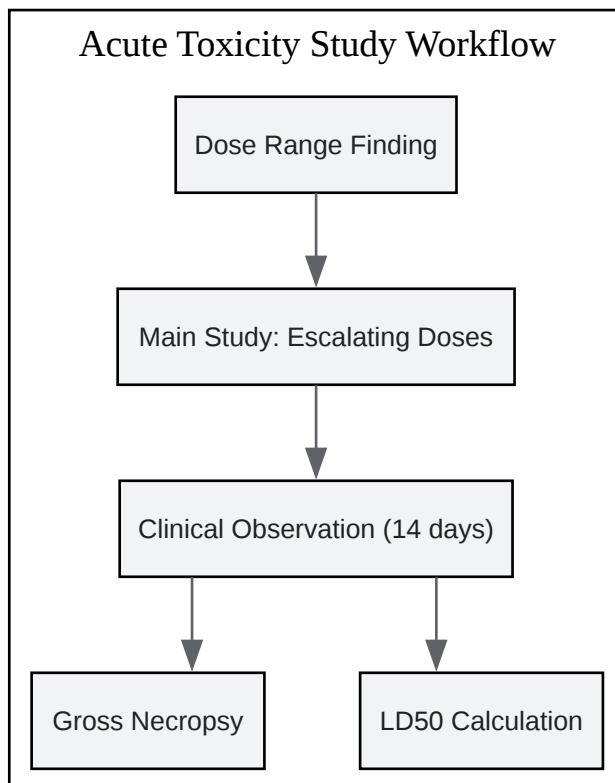 Acute Toxicity Study Workflow
Dose Range Finding
Main Study: Escalating Doses
Clinical Observation (14 days)
Gross Necropsy
LD50 Calculation